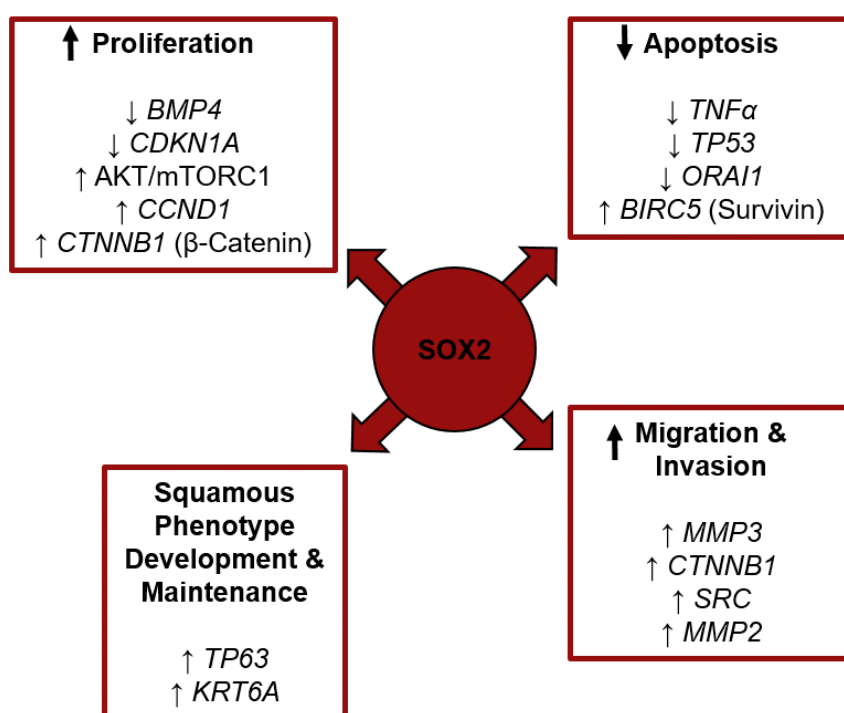 ↑ Proliferation
↓ BMP4
↓ CDKN1A
↑ AKT/mTORC1
↑ CCND1
↑ CTNNB1 (β-Catenin)
↓ Apoptosis
↓ TNFα
↓ TP53
↓ ORAI1
↑ BIRC5 (Survivin)
SOX2
Squamous
Phenotype
Development &
Maintenance
↑ TP63
↑ KRT6A
↑ Migration &
Invasion
↑ MMP3
↑ CTNNB1
↑ SRC
↑ MMP2